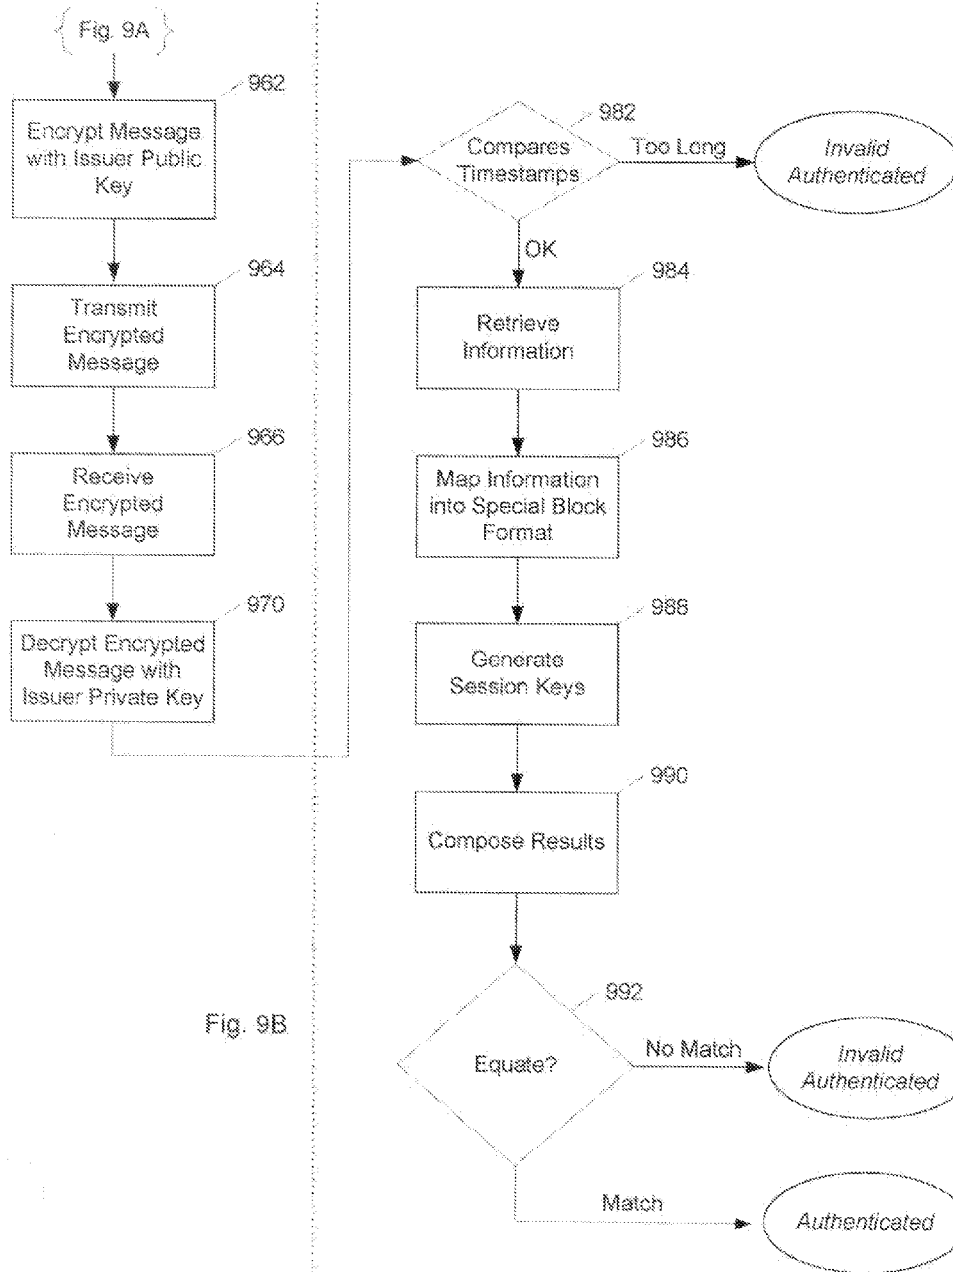 Fig. 9A
962
Encrypt Message
with Issuer Public
Key
964
Transmit
Encrypted
Message
966
Receive
Encrypted
Message
970
Decrypt Encrypted
Message with
Issuer Private Key
982
Compares
Timestamps
Too Long
Invalid
Authenticated
OK
984
Retrieve
Information
986
Map Information
into Special Block
Format
988
Generate
Session Keys
990
Compose Results
992
Equate?
No Match
Invalid
Authenticated
Match
Authenticated
Fig. 9B